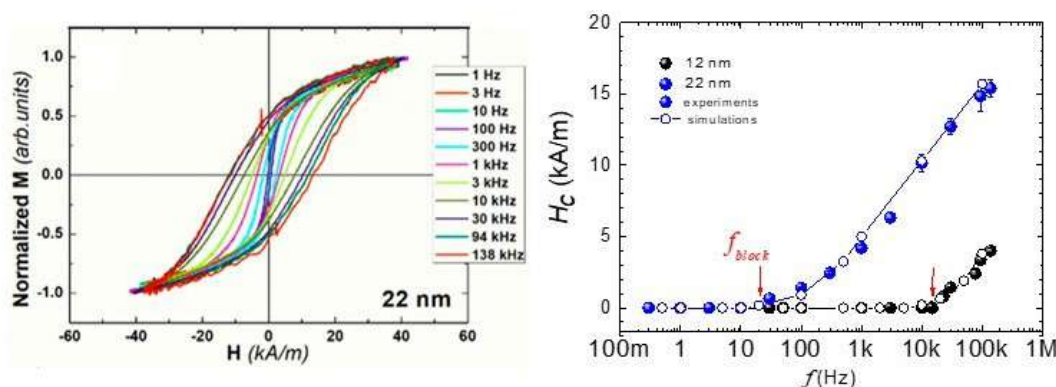 Normalized M (arb.units)
1.0
0.5
0.0
-0.5
-1.0
-60 -40 -20 0 20 40 60
H (kA/m)
22 nm
1 Hz
3 Hz
10 Hz
100 Hz
300 Hz
1 kHz
3 kHz
10 kHz
30 kHz
94 kHz
138 kHz
Hc (kA/m)
20
15
10
5
0
12 nm
22 nm
experiments
simulations
fblock
100m 1 10 100 1k 10k 100k 1M
f(Hz)